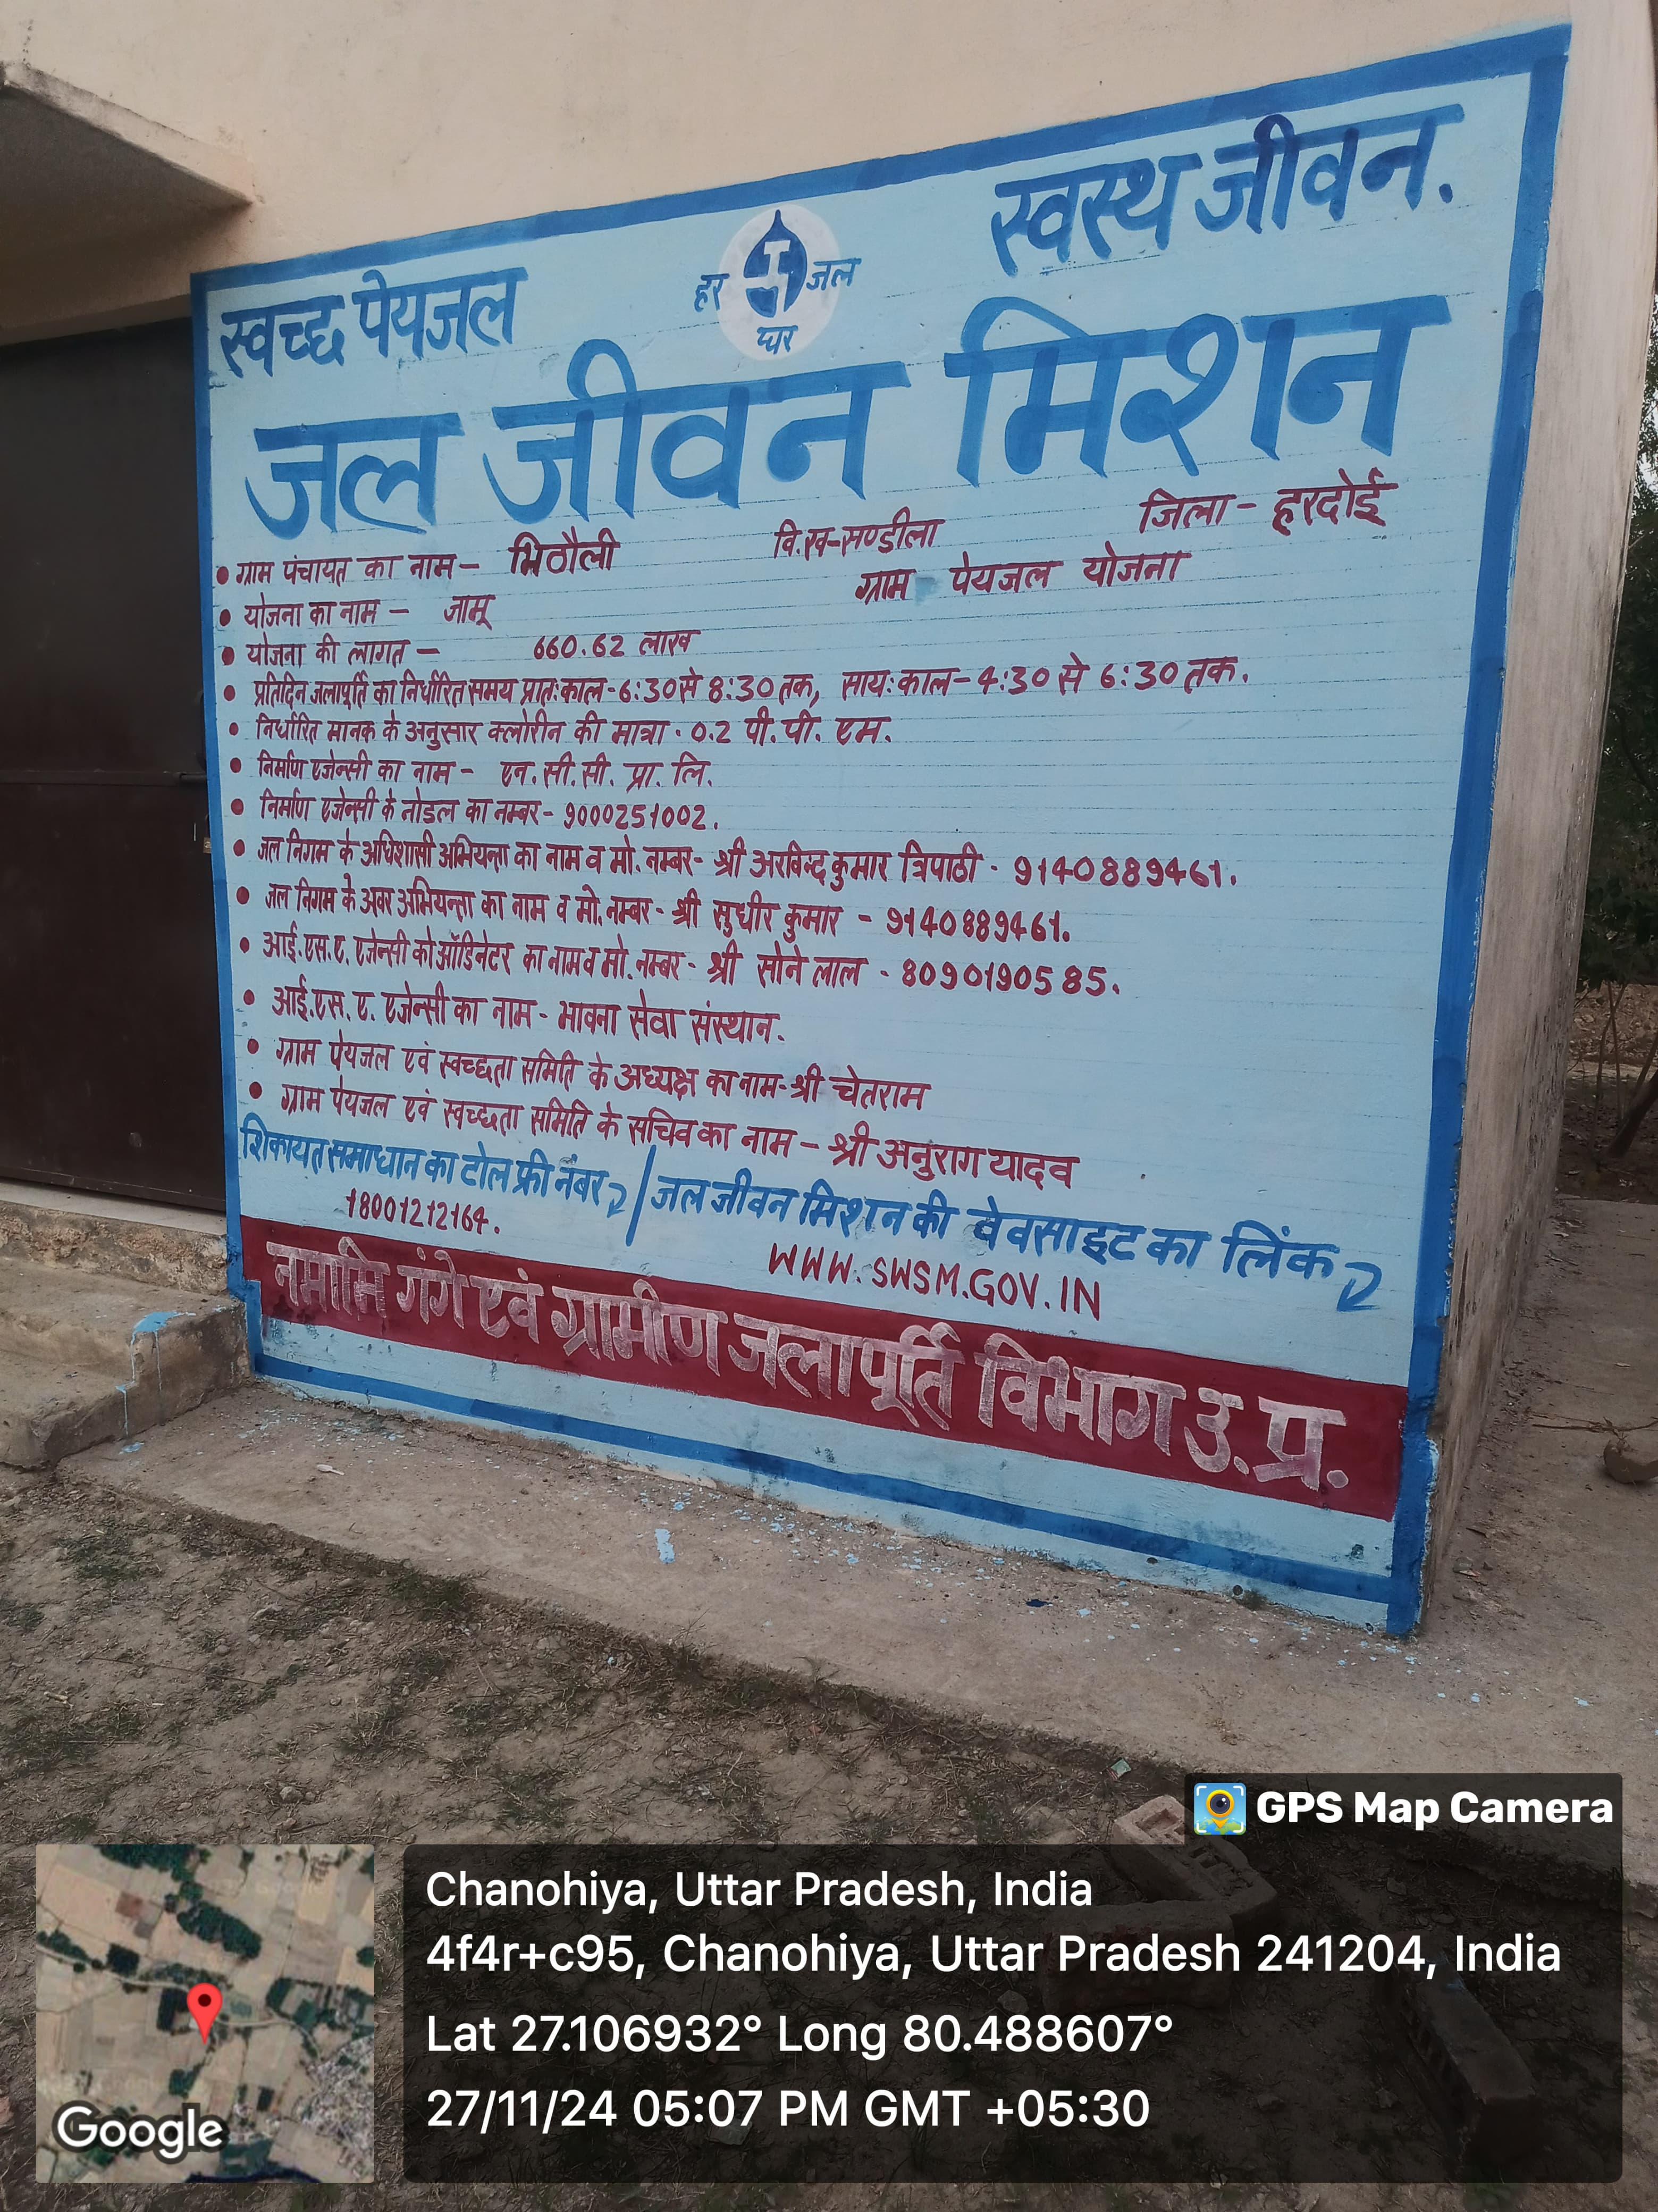 स्वच्छ पेयजल
हर घर जल
स्वस्थ जीवन.
जल जीवन मिशन
• ग्राम पंचायत का नाम – भिठौली वि.ख-सण्डीला जिला - हरदोई
• योजना का नाम – जामू ग्राम पेयजल योजना
• योजना की लागत – 660.62 लाख
• प्रतिदिन जलापूर्ति का निर्धारित समय प्रातःकाल-6:30 से 8:30 तक, सायःकाल-4:30 से 6:30 तक.
• निर्धारित मानक के अनुसार क्लोरीन की मात्रा · 0.2 पी. पी. एम.
• निर्माण एजेन्सी का नाम - एन. सी. सी. प्रा. लि.
• निर्माण एजेन्सी के नोडल का नम्बर- 9000251002.
• जल निगम के अधिशासी अभियन्ता का नाम व मो. नम्बर- श्री अरविन्द कुमार त्रिपाठी - 9140889461.
• जल निगम के अवर अभियन्ता का नाम व मो. नम्बर - श्री सुधीर कुमार - 9140889461.
• आई.एस.ए. एजेन्सी कोऑडिनेटर का नाम व मो. नम्बर - श्री सोने लाल - 8090190585.
• आई.एस. ए. एजेन्सी का नाम - भावना सेवा संस्थान.
• ग्राम पेयजल एवं स्वच्छता समिति के अध्यक्ष का नाम-श्री चेतराम
• ग्राम पेयजल एवं स्वच्छता समिति के सचिव का नाम – श्री अनुराग यादव
शिकायत समाधान का टोल फ्री नंबर
18001212164.
जल जीवन मिशन की वेवसाइट का लिंक
WWW.SWSM.GOV.IN
नमामि गंगे एवं ग्रामीण जलापूर्ति विभाग उ.प्र.
GPS Map Camera
Chanohiya, Uttar Pradesh, India
4f4r+c95, Chanohiya, Uttar Pradesh 241204, India
Lat 27.106932° Long 80.488607°
27/11/24 05:07 PM GMT +05:30
Google